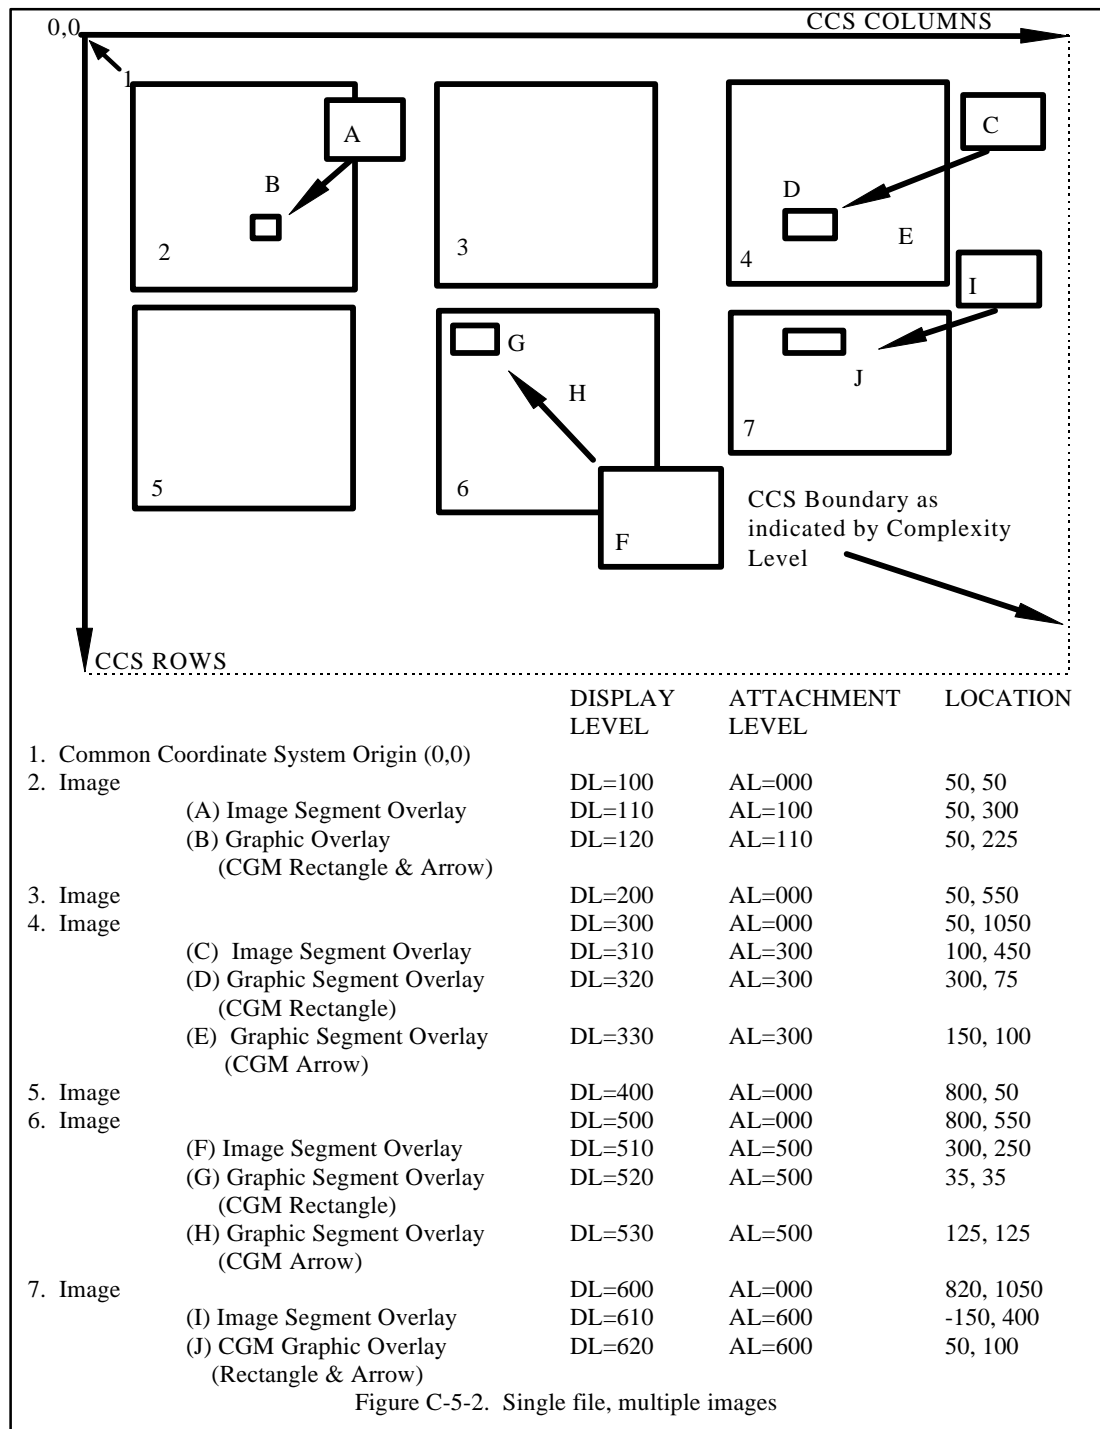 0,0
CCS COLUMNS
1
A
C
B
D
2
3
4
E
I
G
H
J
7
5
6
F
CCS Boundary as
indicated by Complexity
Level
CCS ROWS
DISPLAY LEVEL ATTACHMENT LEVEL LOCATION
1. Common Coordinate System Origin (0,0)
2. Image DL=100 AL=000 50, 50
(A) Image Segment Overlay DL=110 AL=100 50, 300
(B) Graphic Overlay DL=120 AL=110 50, 225
(CGM Rectangle & Arrow)
3. Image DL=200 AL=000 50, 550
4. Image DL=300 AL=000 50, 1050
(C) Image Segment Overlay DL=310 AL=300 100, 450
(D) Graphic Segment Overlay DL=320 AL=300 300, 75
(CGM Rectangle)
(E) Graphic Segment Overlay DL=330 AL=300 150, 100
(CGM Arrow)
5. Image DL=400 AL=000 800, 50
6. Image DL=500 AL=000 800, 550
(F) Image Segment Overlay DL=510 AL=500 300, 250
(G) Graphic Segment Overlay DL=520 AL=500 35, 35
(CGM Rectangle)
(H) Graphic Segment Overlay DL=530 AL=500 125, 125
(CGM Arrow)
7. Image DL=600 AL=000 820, 1050
(I) Image Segment Overlay DL=610 AL=600 -150, 400
(J) CGM Graphic Overlay DL=620 AL=600 50, 100
(Rectangle & Arrow)
Figure C-5-2. Single file, multiple images